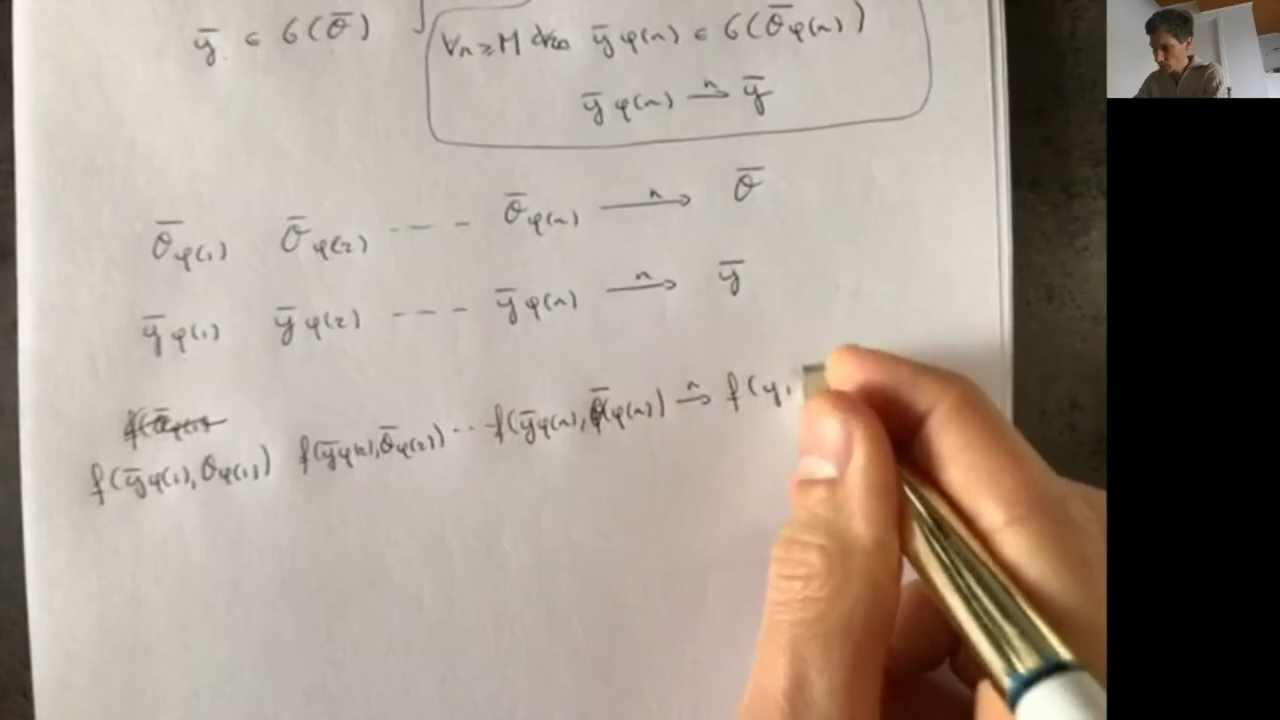 ȳ ∈ G(θ̄)
∀n ≥ M ȳφ(n) ∈ G(θ̄φ(n))
ȳφ(n) →ⁿ ȳ
θ̄φ(1) θ̄φ(2) --- θ̄φ(n) →ⁿ θ̄
ȳφ(1) ȳφ(2) --- ȳφ(n) →ⁿ ȳ
f(ȳφ(1), θφ(1)) f(ȳφ(2), θ̄φ(2)) ... f(ȳφ(n), θ̄φ(n)) →ⁿ f(y,